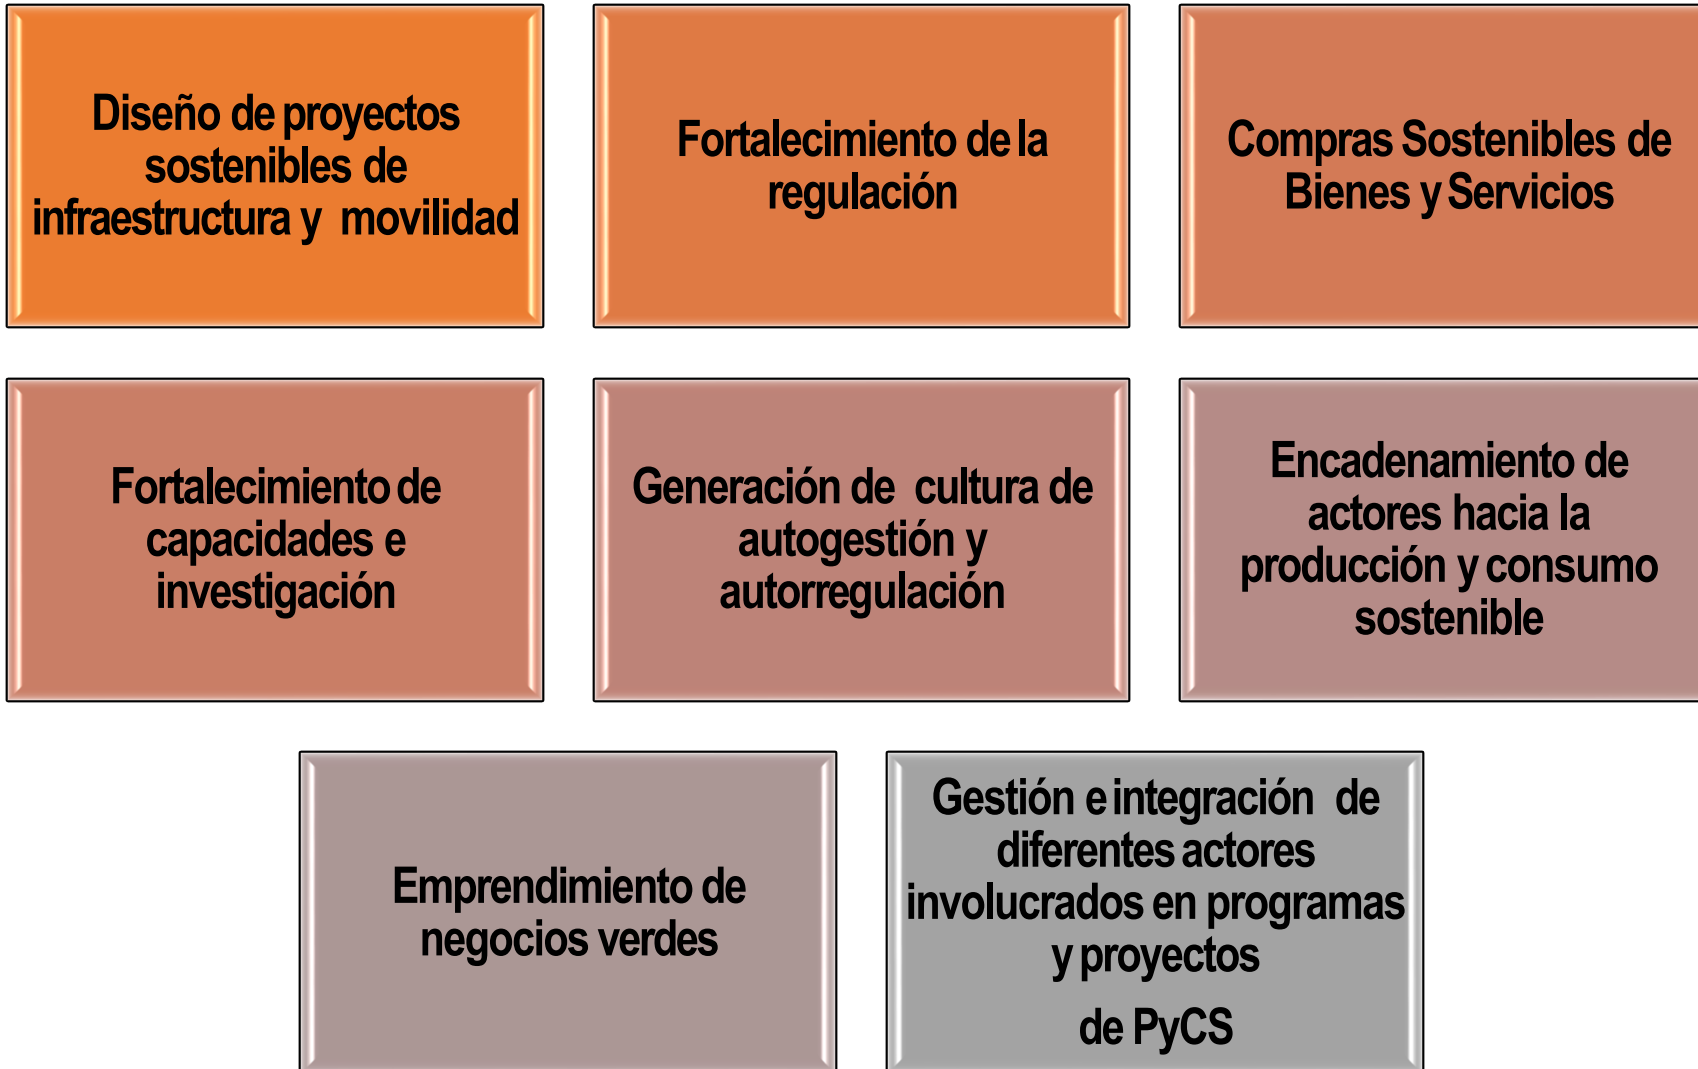 Diseño de proyectos
sostenibles de
infraestructura y movilidad
Fortalecimiento de la
regulación
Compras Sostenibles de
Bienes y Servicios
Fortalecimiento de
capacidades e
investigación
Generación de cultura de
autogestión y
autorregulación
Encadenamiento de
actores hacia la
producción y consumo
sostenible
Emprendimiento de
negocios verdes
Gestión e integración de
diferentes actores
involucrados en programas
y proyectos
de PyCS